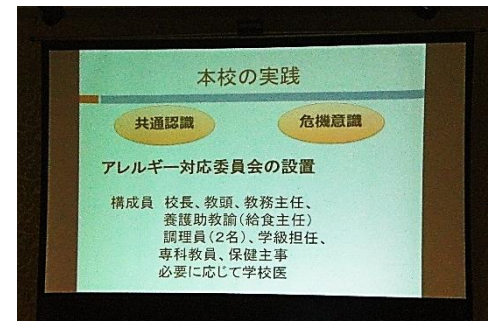 本校の実践
共通認識
危機意識
アレルギー対応委員会の設置
構成員 校長、教頭、教務主任、
養護助教諭(給食主任)
調理員(2名)、学級担任、
専科教員、保健主事
必要に応じて学校医